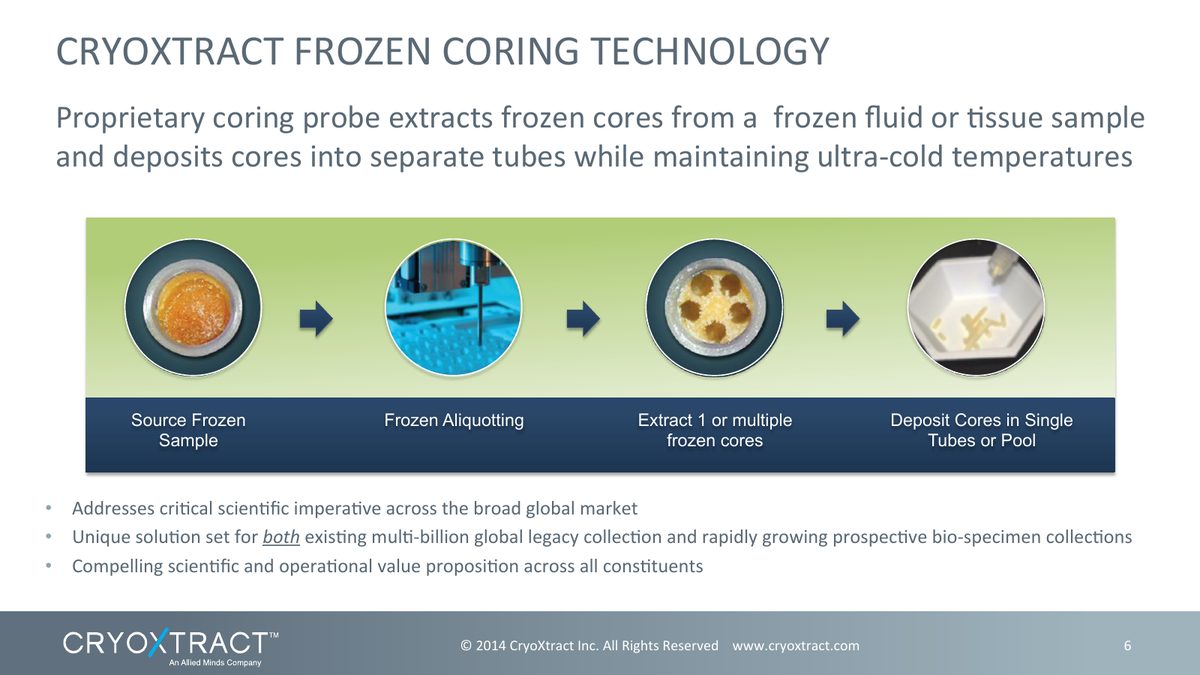 CRYOXTRACT FROZEN CORING TECHNOLOGY
Proprietary coring probe extracts frozen cores from a  frozen fluid or tissue sample
and deposits cores into separate tubes while maintaining ultra-cold temperatures
Source Frozen
Sample
Frozen Aliquotting
Extract 1 or multiple
frozen cores
Deposit Cores in Single
Tubes or Pool
• Addresses critical scientific imperative across the broad global market
• Unique solution set for both existing multi-billion global legacy collection and rapidly growing prospective bio-specimen collections
• Compelling scientific and operational value proposition across all constituents
CRYOXTRACT™
An Allied Minds Company
© 2014 CryoXtract Inc. All Rights Reserved www.cryoxtract.com
6